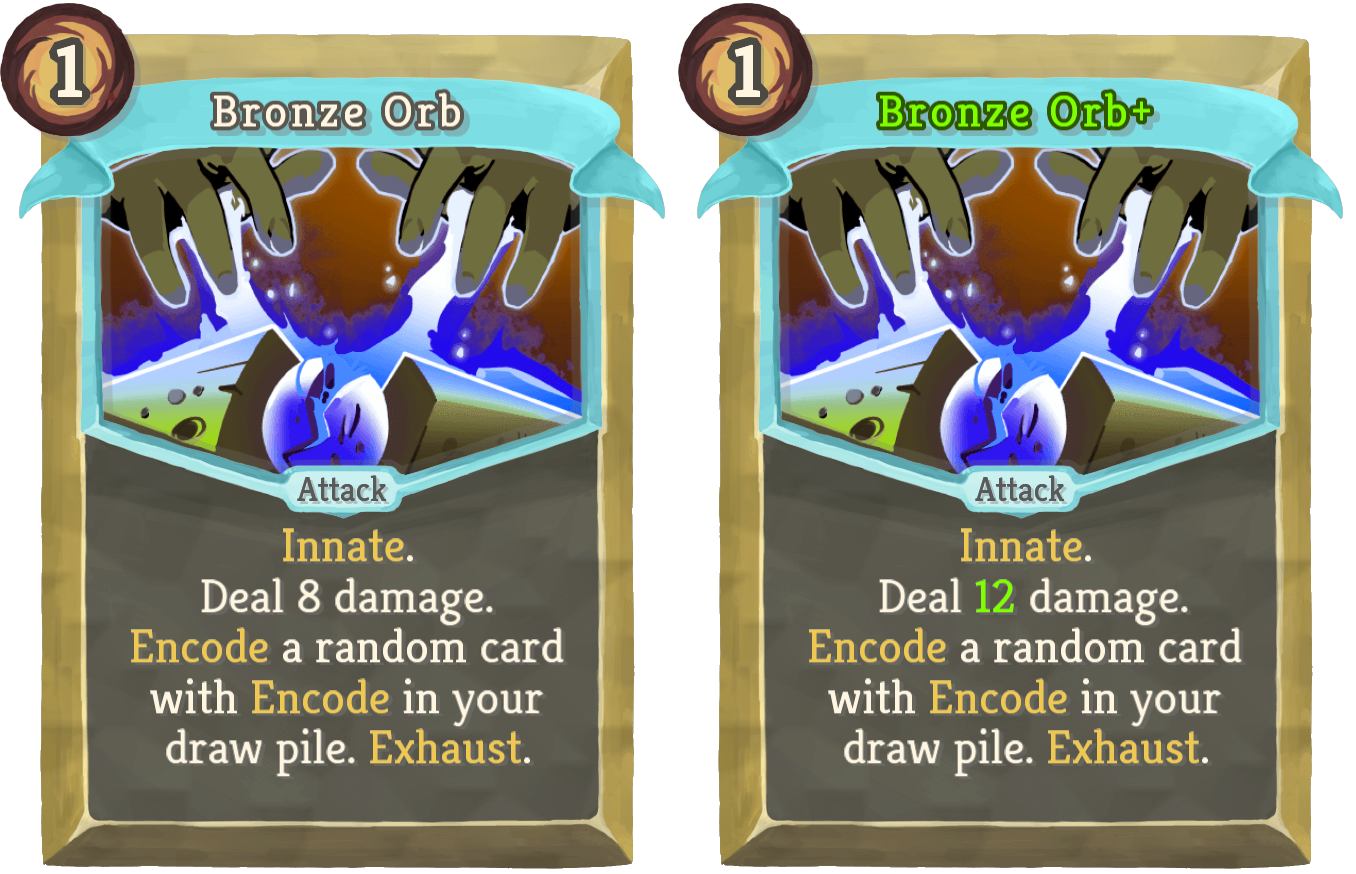 1
Bronze Orb
Attack
Innate.
Deal 8 damage.
Encode a random card
with Encode in your
draw pile. Exhaust.
1
Bronze Orb+
Attack
Innate.
Deal 12 damage.
Encode a random card
with Encode in your
draw pile. Exhaust.